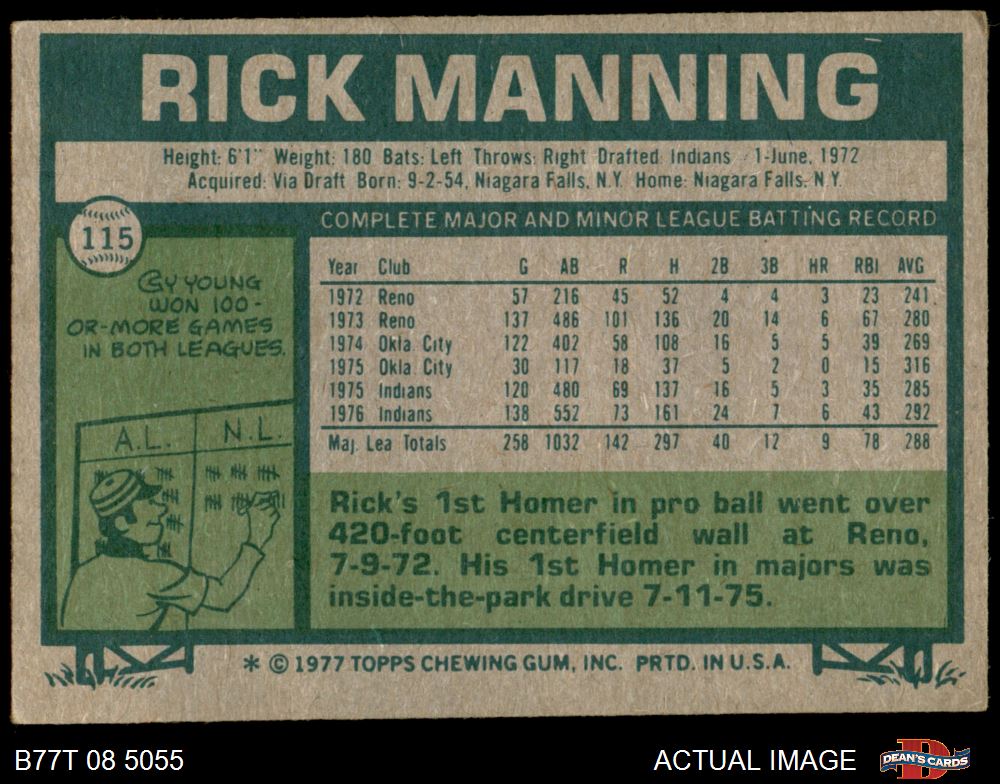 RICK MANNING
Height: 6'1" Weight: 180 Bats: Left Throws: Right Drafted: Indians - 1-June, 1972
Acquired: Via Draft Born: 9-2-54, Niagara Falls, N.Y. Home: Niagara Falls, N.Y.
115
CY YOUNG
WON 100-
OR-MORE GAMES
IN BOTH LEAGUES.
A.L. N.L.
COMPLETE MAJOR AND MINOR LEAGUE BATTING RECORD
Year Club G AB R H 2B 3B HR RBI AVG
1972 Reno 57 216 45 52 4 4 3 23 241
1973 Reno 137 486 101 136 20 14 6 67 280
1974 Okla City 122 402 58 108 16 5 5 39 269
1975 Okla City 30 117 18 37 5 2 0 15 316
1975 Indians 120 480 69 137 16 5 3 35 285
1976 Indians 138 552 73 161 24 7 6 43 292
Maj. Lea Totals 258 1032 142 297 40 12 9 78 288
Rick's 1st Homer in pro ball went over
420-foot centerfield wall at Reno,
7-9-72. His 1st Homer in majors was
inside-the-park drive 7-11-75.
* © 1977 TOPPS CHEWING GUM, INC. PRTD. IN U.S.A.
B77T 08 5055
ACTUAL IMAGE
D
DEAN'S CARDS